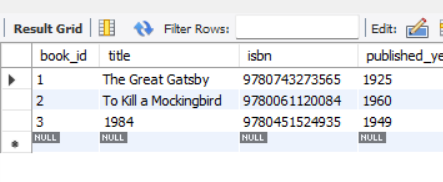 Result Grid Filter Rows: Edit:
book_id title isbn published_ye
1 The Great Gatsby 9780743273565 1925
2 To Kill a Mockingbird 9780061120084 1960
3 1984 9780451524935 1949
NULL NULL NULL NULL